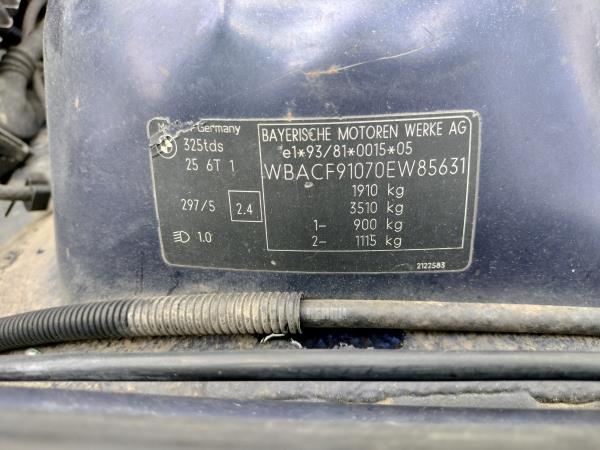 Germany
325tds
25 6T 1
297/5 2.4
1.0
BAYERISCHE MOTOREN WERKE AG
e1*93/81*0015*05
WBACF91070EW85631
1910 kg
3510 kg
1- 900 kg
2- 1115 kg
2122583